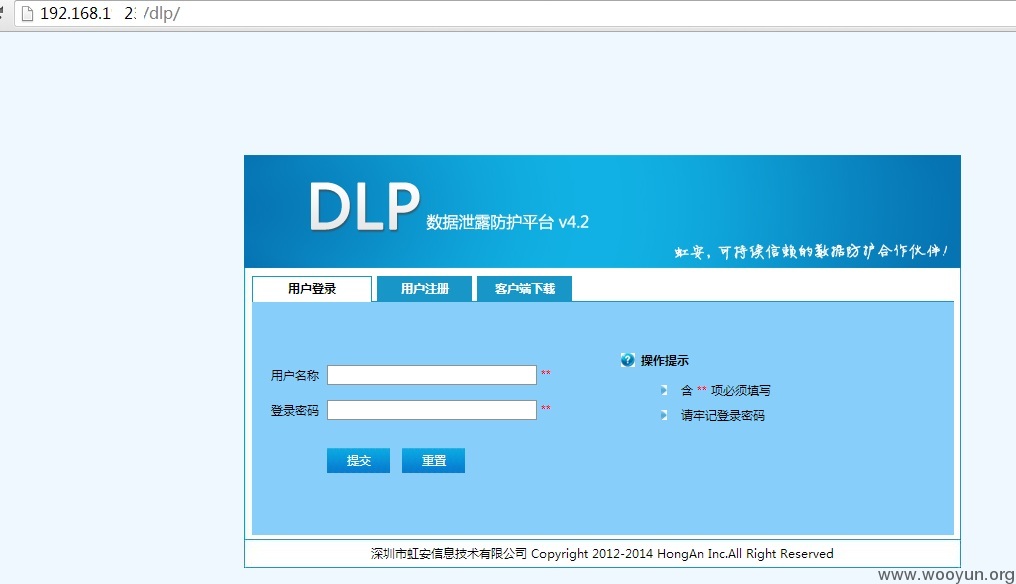 192.168.1 2 /dlp/
DLP 数据泄露防护平台 v4.2
虹安，可持续信赖的数据防护合作伙伴！
用户登录 用户注册 客户端下载
操作提示
用户名称 **
含 ** 项必须填写
登录密码 **
请牢记登录密码
提交 重置
深圳市虹安信息技术有限公司 Copyright 2012-2014 HongAn Inc.All Right Reserved
www.wooyun.org